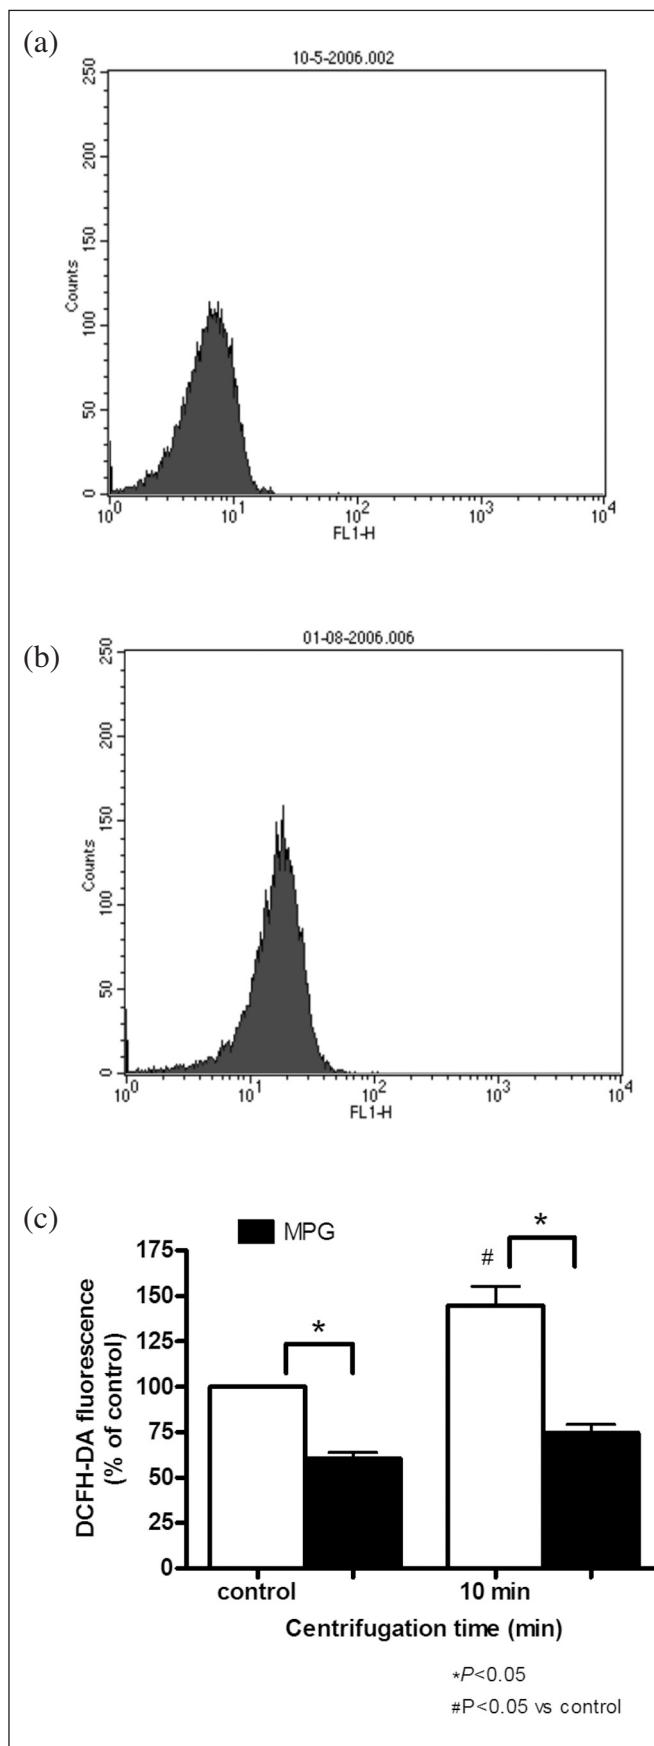 (a)
10-5-2006.002
250
200
150
100
50
0
Counts
10^0 10^1 10^2 10^3 10^4
FL1-H
(b)
01-08-2006.006
250
200
150
100
50
0
Counts
10^0 10^1 10^2 10^3 10^4
FL1-H
(c)
MPG
175
150
125
100
75
50
25
0
DCFH-DA fluorescence
(% of control)
*
#
*
control 10 min
Centrifugation time (min)
*P<0.05
#P<0.05 vs control